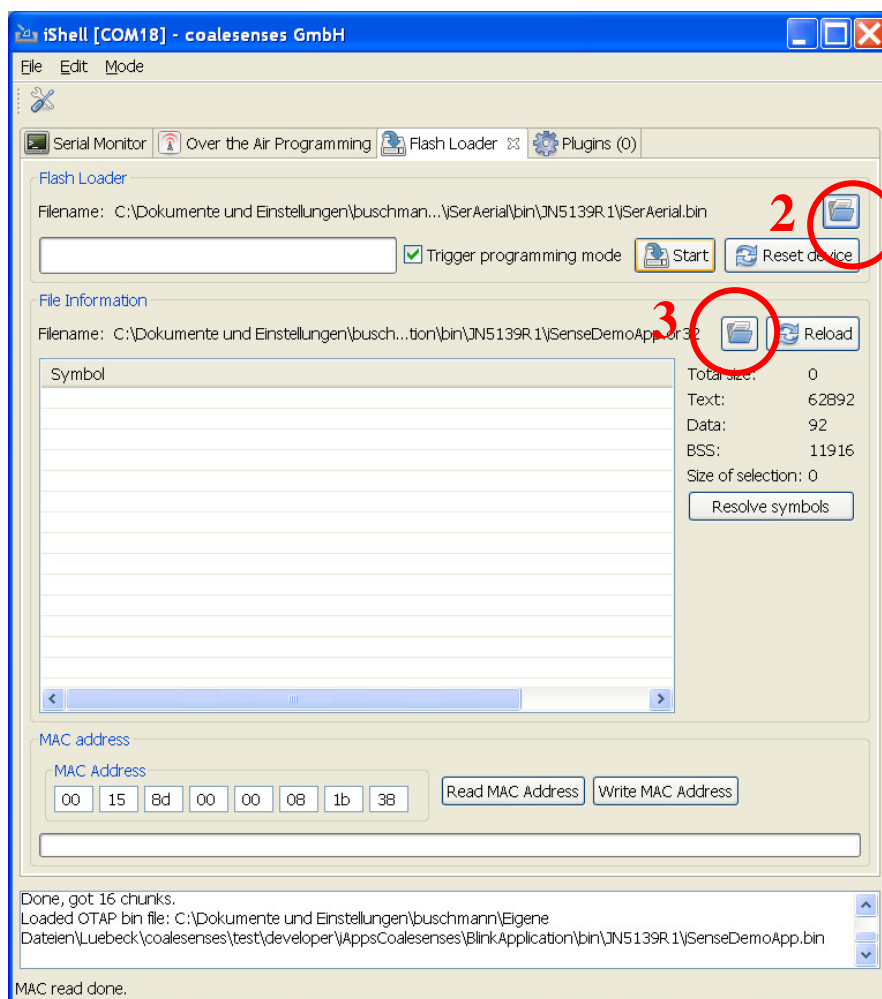 iShell [COM18] - coalesenses GmbH
File Edit Mode
Serial Monitor Over the Air Programming Flash Loader Plugins (0)
Flash Loader
Filename: C:\Dokumente und Einstellungen\buschman...\iSerAerial\bin\JN5139R1\iSerAerial.bin
2
Trigger programming mode Start Reset device
File Information
Filename: C:\Dokumente und Einstellungen\busch...tion\bin\JN5139R1\iSenseDemoApp.or32
3
Reload
Symbol
Total size: 0
Text: 62892
Data: 92
BSS: 11916
Size of selection: 0
Resolve symbols
MAC address
MAC Address
00 15 8d 00 00 08 1b 38
Read MAC Address Write MAC Address
Done, got 16 chunks.
Loaded OTAP bin file: C:\Dokumente und Einstellungen\buschmann\Eigene
Dateien\Luebeck\coalesenses\test\developer\iAppsCoalesenses\BlinkApplication\bin\JN5139R1\iSenseDemoApp.bin
MAC read done.